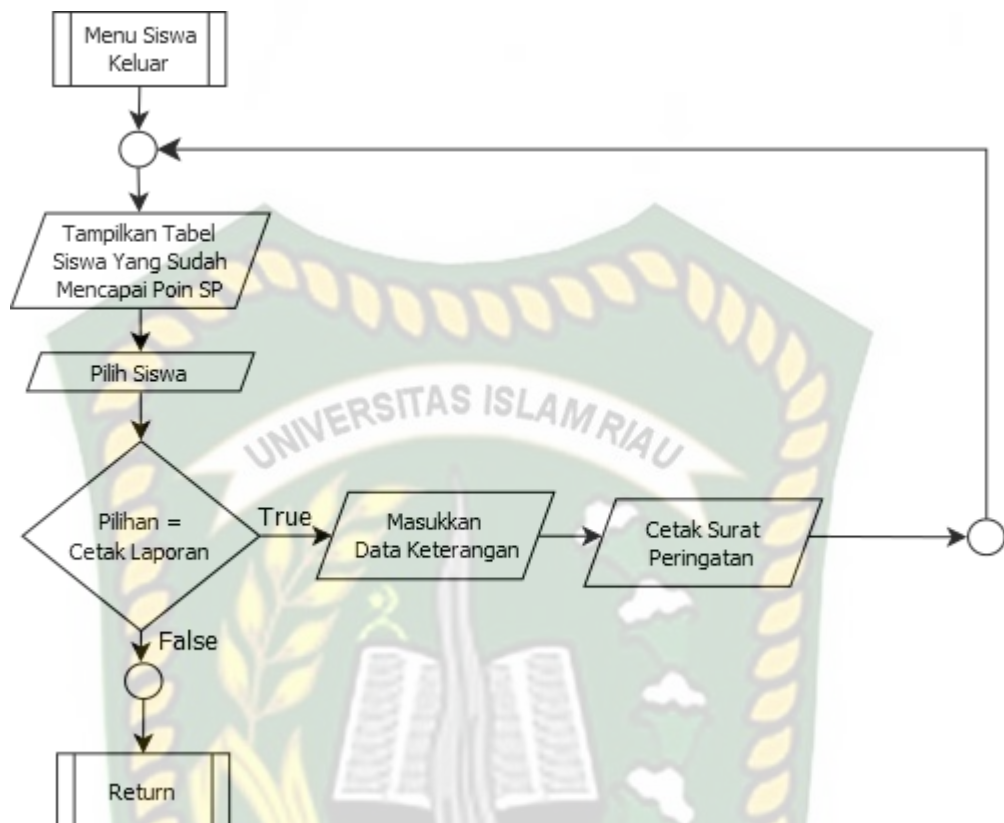 Menu Siswa
Keluar
Tampilkan Tabel
Siswa Yang Sudah
Mencapai Poin SP
Pilih Siswa
UNIVERSITAS ISLAM RIAU
Pilihan =
Cetak Laporan
True
Masukkan
Data Keterangan
Cetak Surat
Peringatan
False
Return